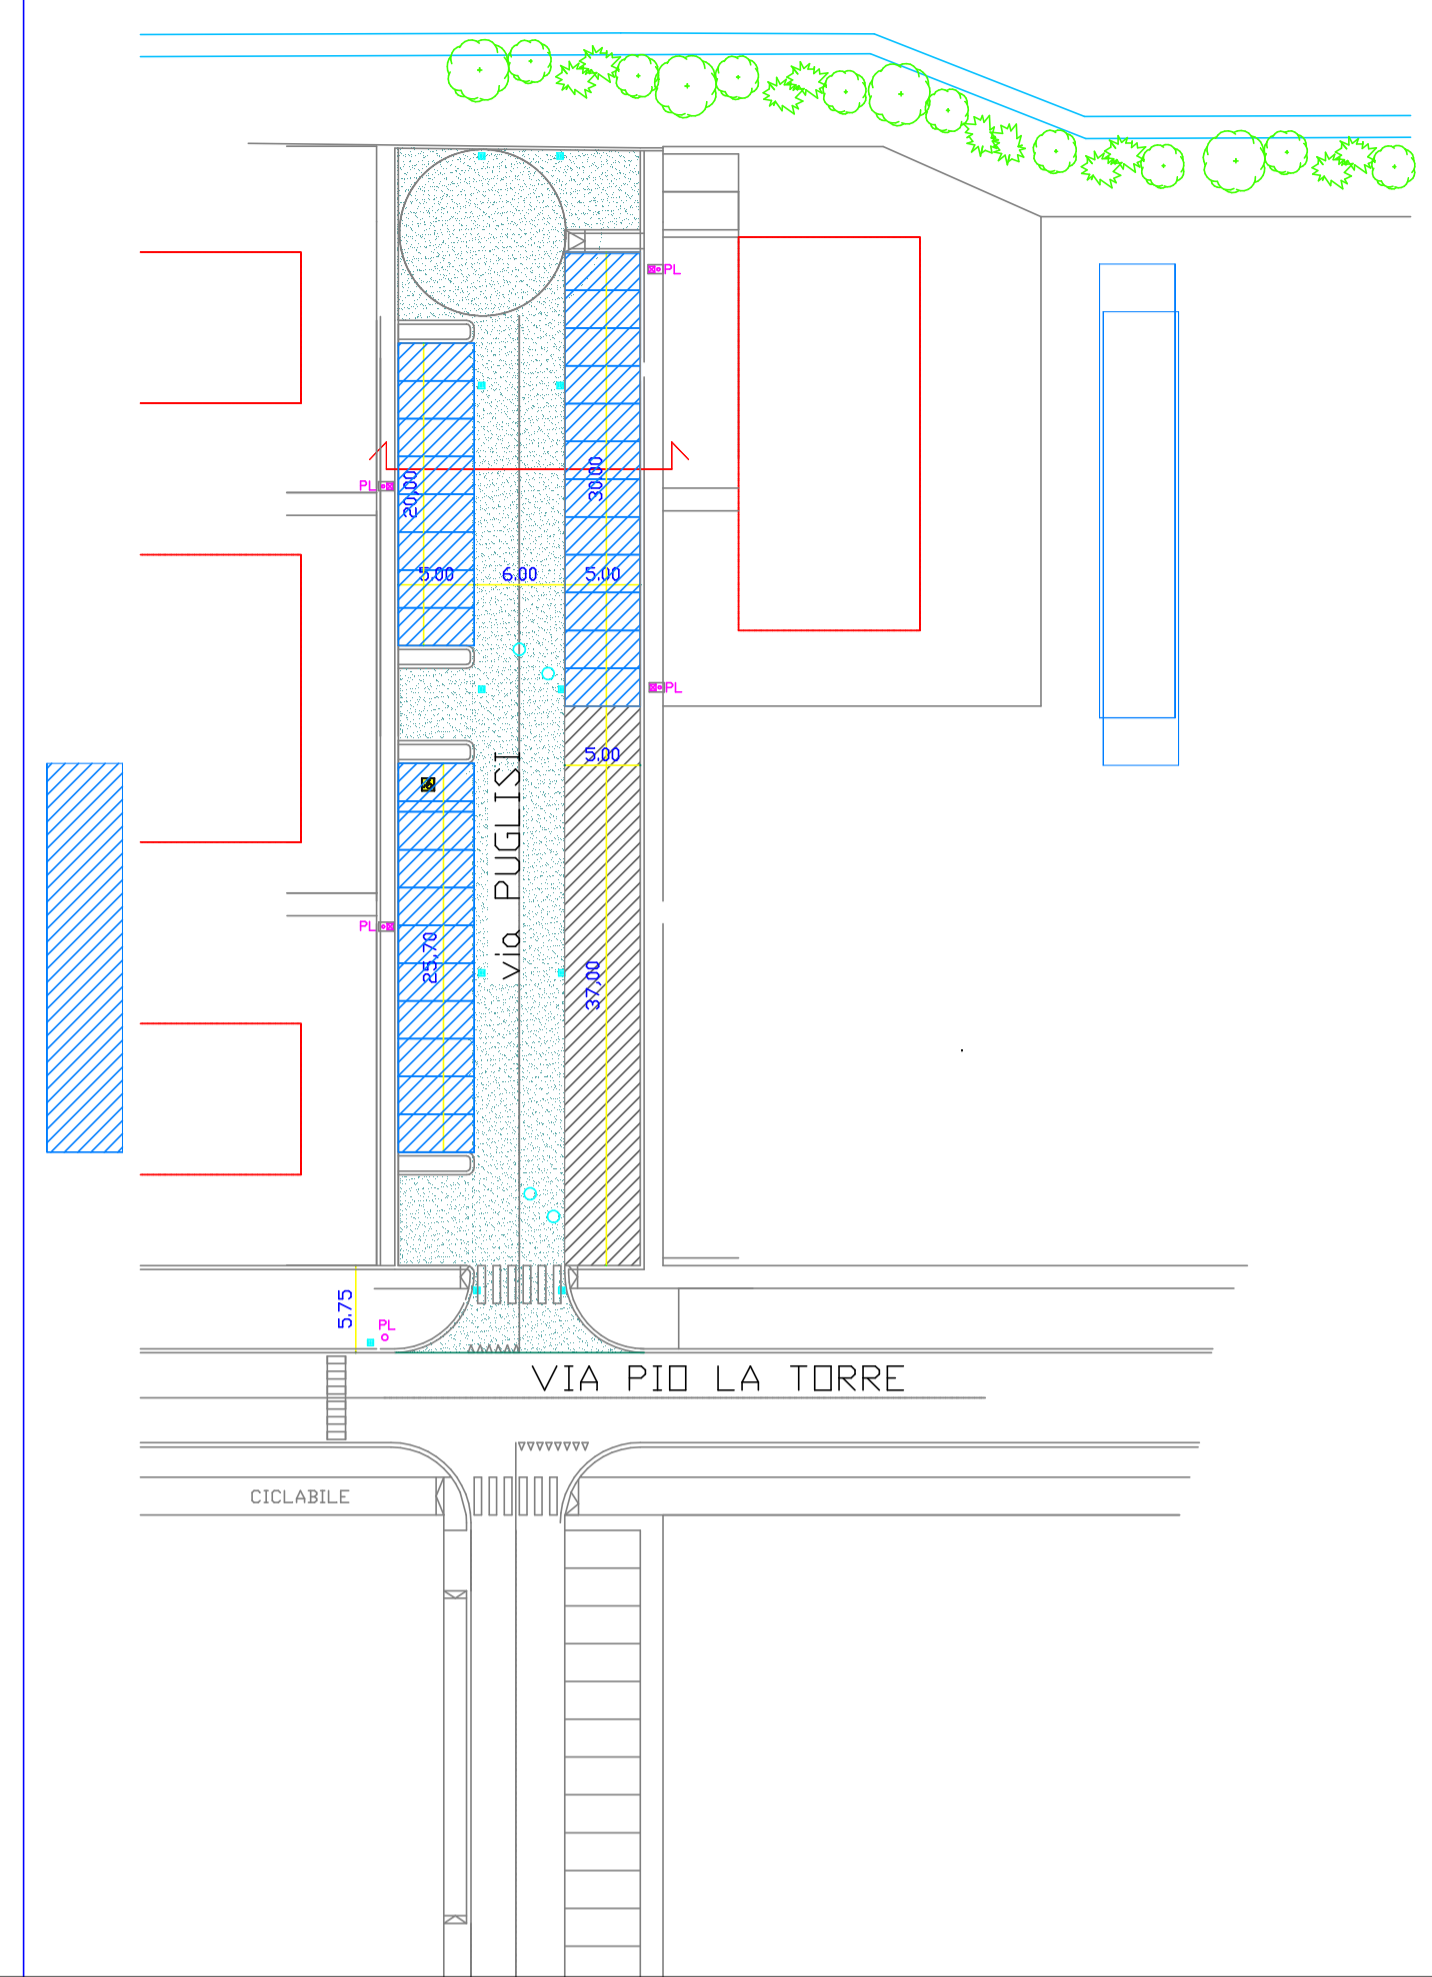 PL
20,00
30,00
PL
5.00 6.00 5.00
PL
5.00
via PUGLISI
PL
25,70
37,00
5.75
PL
VIA PIO LA TORRE
CICLABILE